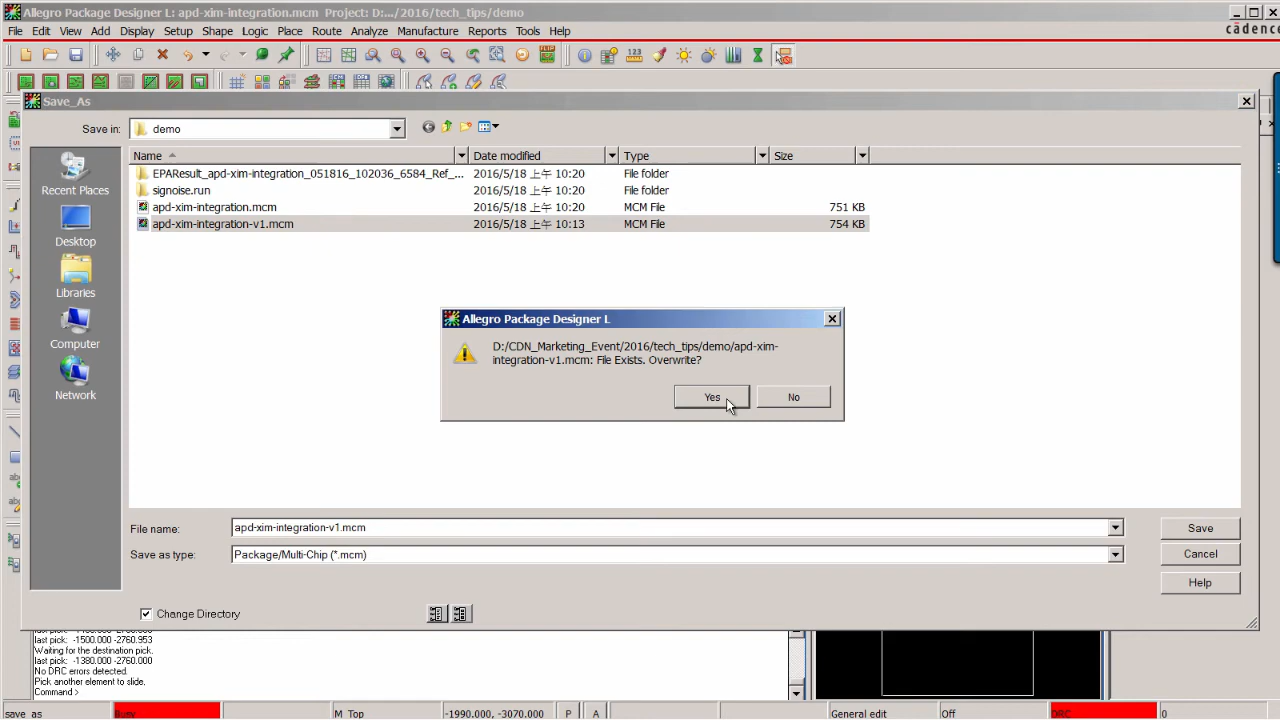 Allegro Package Designer L: apd-xim-integration.mcm Project: D:.../2016/tech_tips/demo
File Edit View Add Display Setup Shape Logic Place Route Analyze Manufacture Reports Tools Help
cadence
Save_As
Save in: demo
Name Date modified Type Size
EPAResult_apd-xim-integration_051816_102036_6584_Ref_... 2016/5/18 上午 10:20 File folder
signoise.run 2016/5/18 上午 10:20 File folder
apd-xim-integration.mcm 2016/5/18 上午 10:20 MCM File 751 KB
apd-xim-integration-v1.mcm 2016/5/18 上午 10:13 MCM File 754 KB
Recent Places
Desktop
Libraries
Computer
Network
Allegro Package Designer L
D:/CDN_Marketing_Event/2016/tech_tips/demo/apd-xim-
integration-v1.mcm: File Exists. Overwrite?
Yes No
File name: apd-xim-integration-v1.mcm Save
Save as type: Package/Multi-Chip (*.mcm) Cancel
Help
Change Directory
last pick: -1500.000 -2760.953
Waiting for the destination pick.
last pick: -1380.000 -2760.000
No DRC errors detected.
Pick another element to slide.
Command >
save_as Busy M_Top -1990.000, -3070.000 P A General edit Off DRC 0